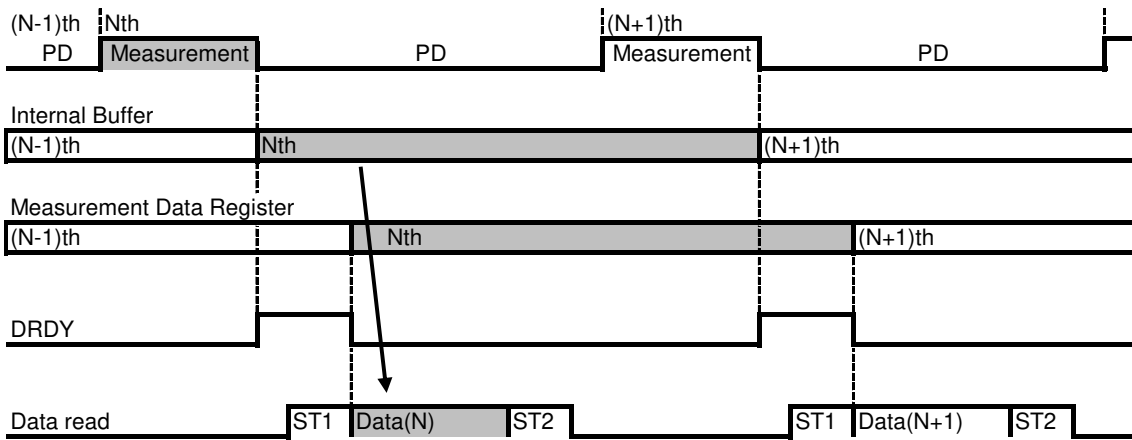 (N-1)th Nth (N+1)th
PD Measurement PD Measurement PD
Internal Buffer
(N-1)th Nth (N+1)th
Measurement Data Register
(N-1)th Nth (N+1)th
DRDY
Data read ST1 Data(N) ST2 ST1 Data(N+1) ST2